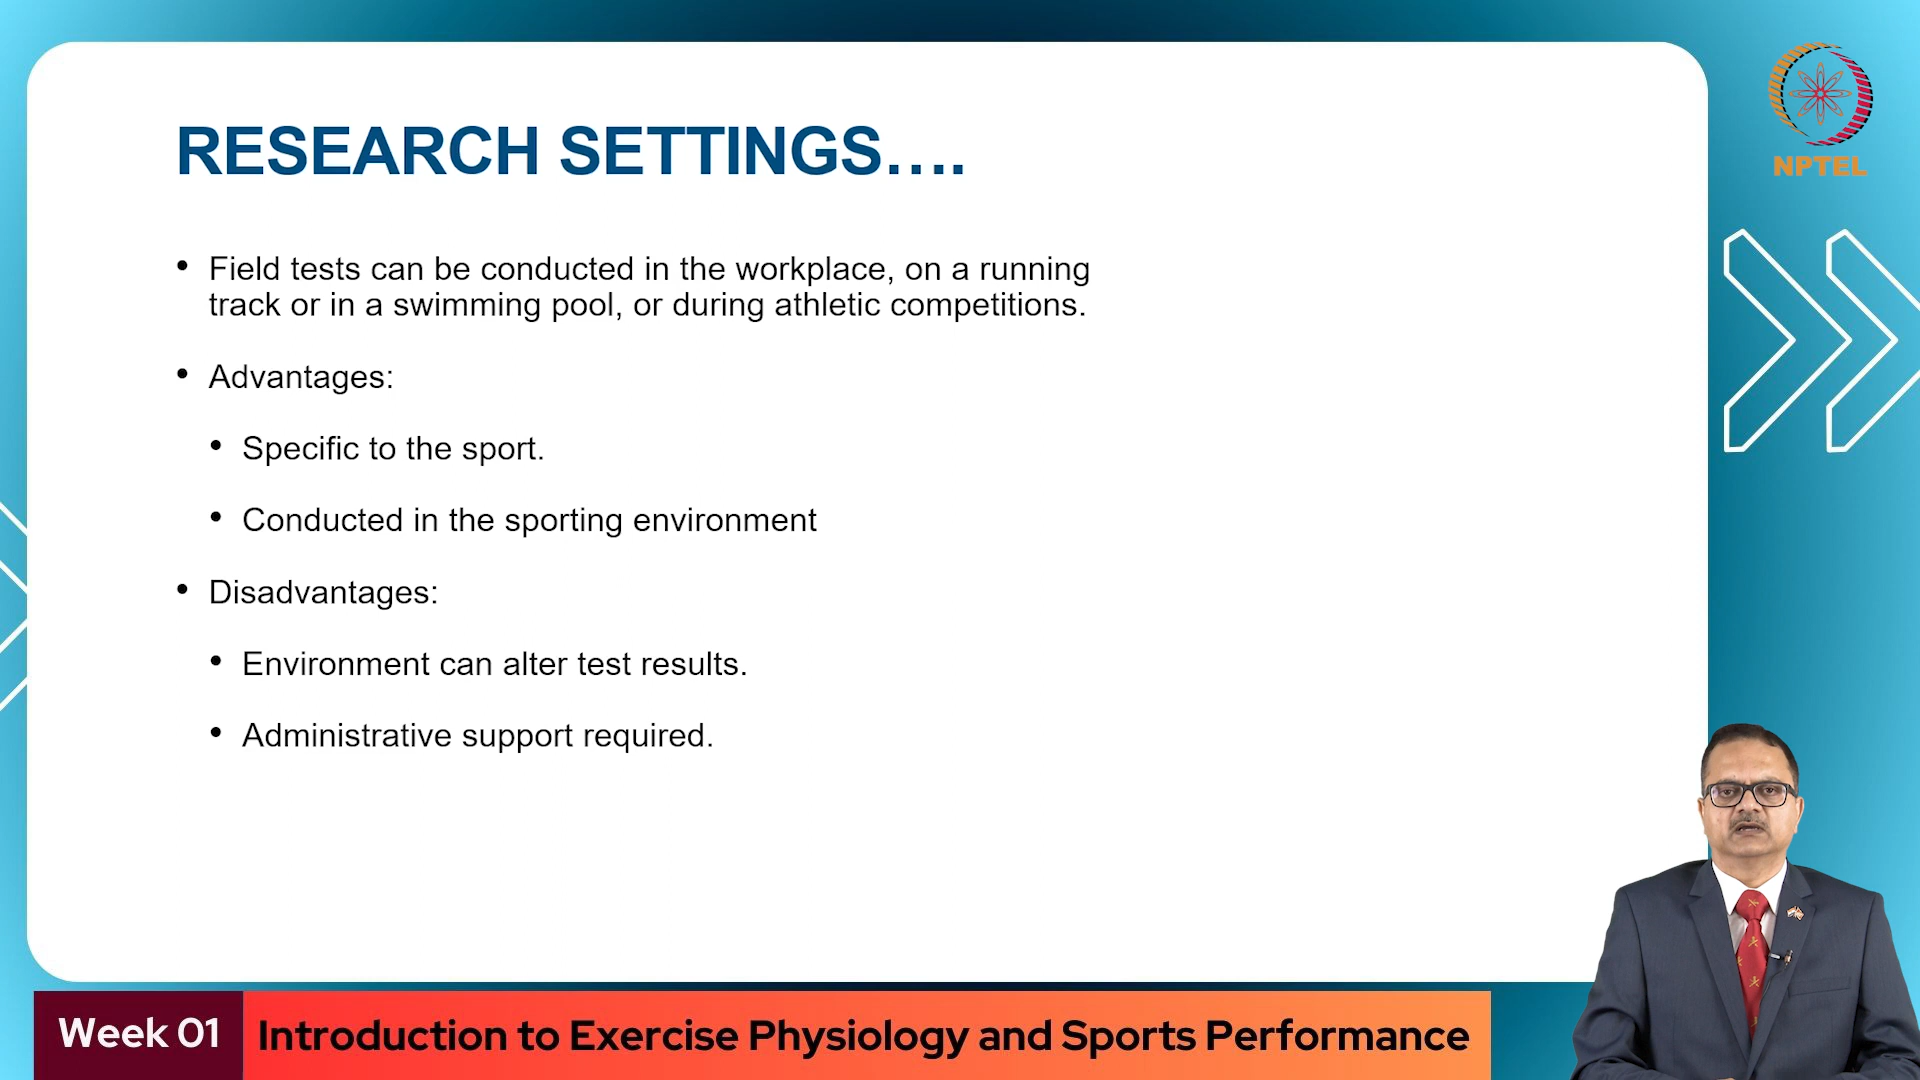 RESEARCH SETTINGS....
• Field tests can be conducted in the workplace, on a running
track or in a swimming pool, or during athletic competitions.
• Advantages:
• Specific to the sport.
• Conducted in the sporting environment
• Disadvantages:
• Environment can alter test results.
• Administrative support required.
NPTEL
Week 01
Introduction to Exercise Physiology and Sports Performance